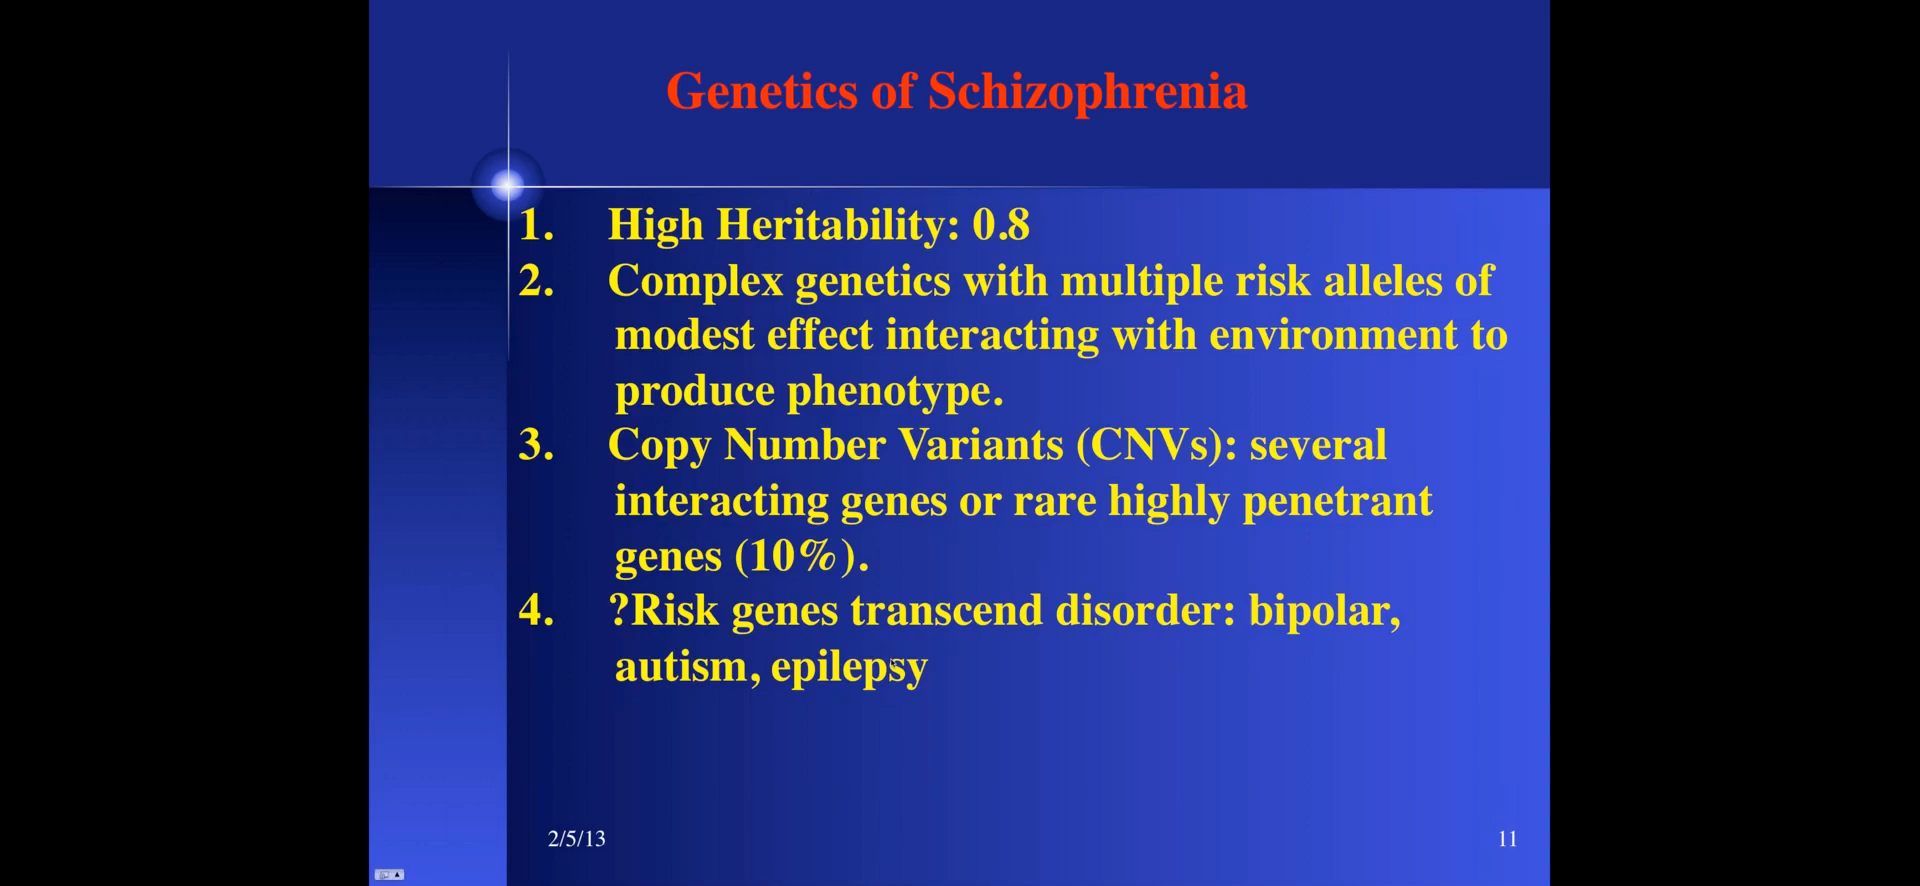 Genetics of Schizophrenia
1. High Heritability: 0.8
2. Complex genetics with multiple risk alleles of
modest effect interacting with environment to
produce phenotype.
3. Copy Number Variants (CNVs): several
interacting genes or rare highly penetrant
genes (10%).
4. ?Risk genes transcend disorder: bipolar,
autism, epilepsy
2/5/13
11